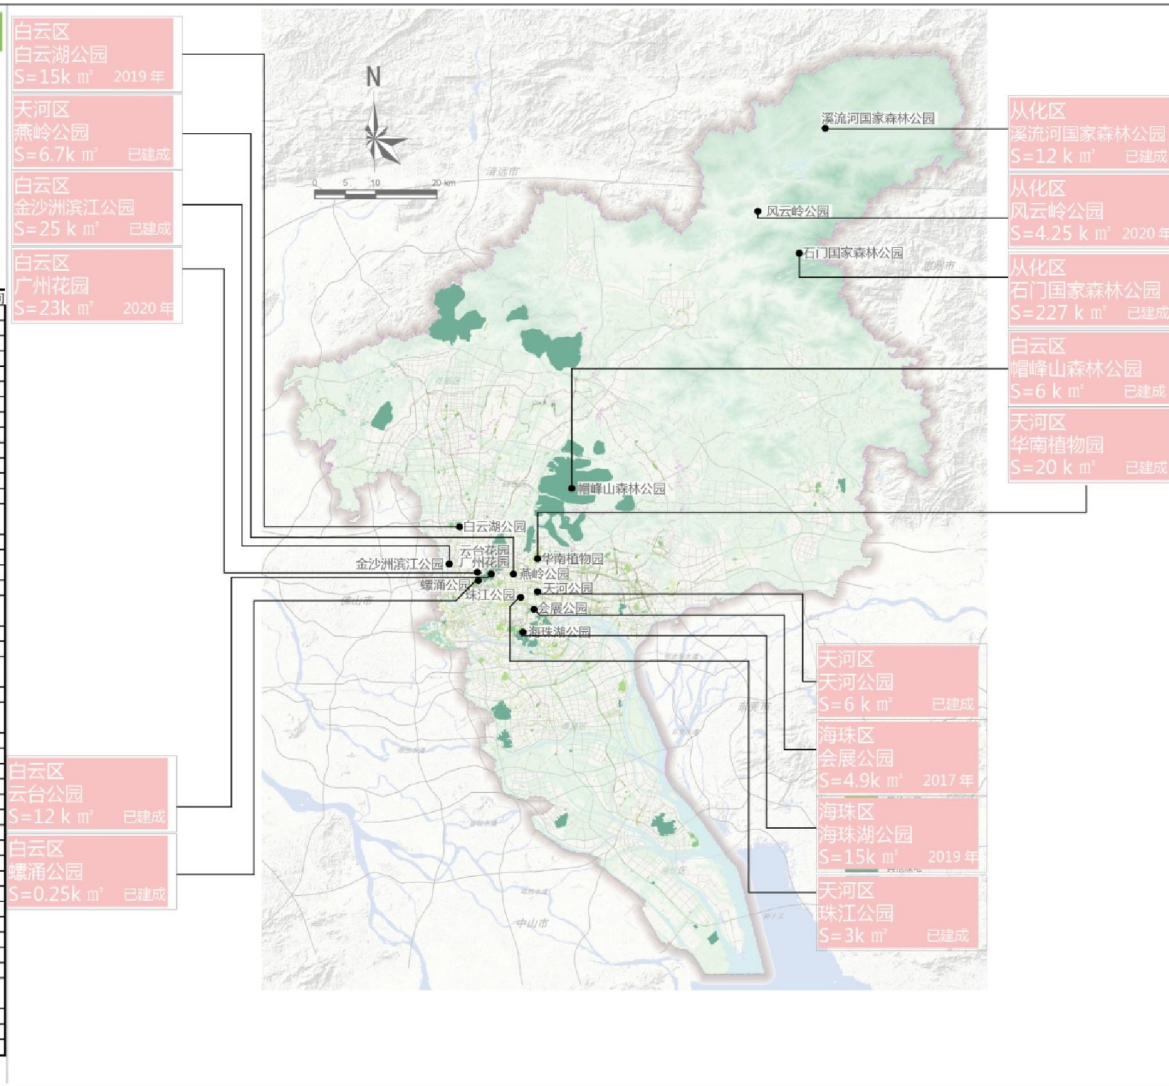 白云区
白云湖公园
S=15k ㎡ 2019 年
天河区
燕岭公园
S=6.7k ㎡ 已建成
白云区
金沙洲滨江公园
S=25 k ㎡ 已建成
白云区
广州花园
S=23k ㎡ 2020 年
白云区
云台公园
S=12 k ㎡ 已建成
白云区
螺涌公园
S=0.25k ㎡ 已建成
N
0 5 10 20 km
清远市
溪流河国家森林公园
风云岭公园
石门国家森林公园
帽峰山森林公园
白云湖公园
云台花园
华南植物园
金沙洲滨江公园
广州花园
燕岭公园
螺涌公园
天河公园
珠江公园
会展公园
海珠湖公园
佛山市
中山市
从化区
溪流河国家森林公园
S=12 k ㎡ 已建成
从化区
风云岭公园
S=4.25 k ㎡ 2020 年
从化区
石门国家森林公园
S=227 k ㎡ 已建成
白云区
帽峰山森林公园
S=6 k ㎡ 已建成
天河区
华南植物园
S=20 k ㎡ 已建成
天河区
天河公园
S=6 k ㎡ 已建成
海珠区
会展公园
S=4.9k ㎡ 2017 年
海珠区
海珠湖公园
S=15k ㎡ 2019 年
天河区
珠江公园
S=3k ㎡ 已建成